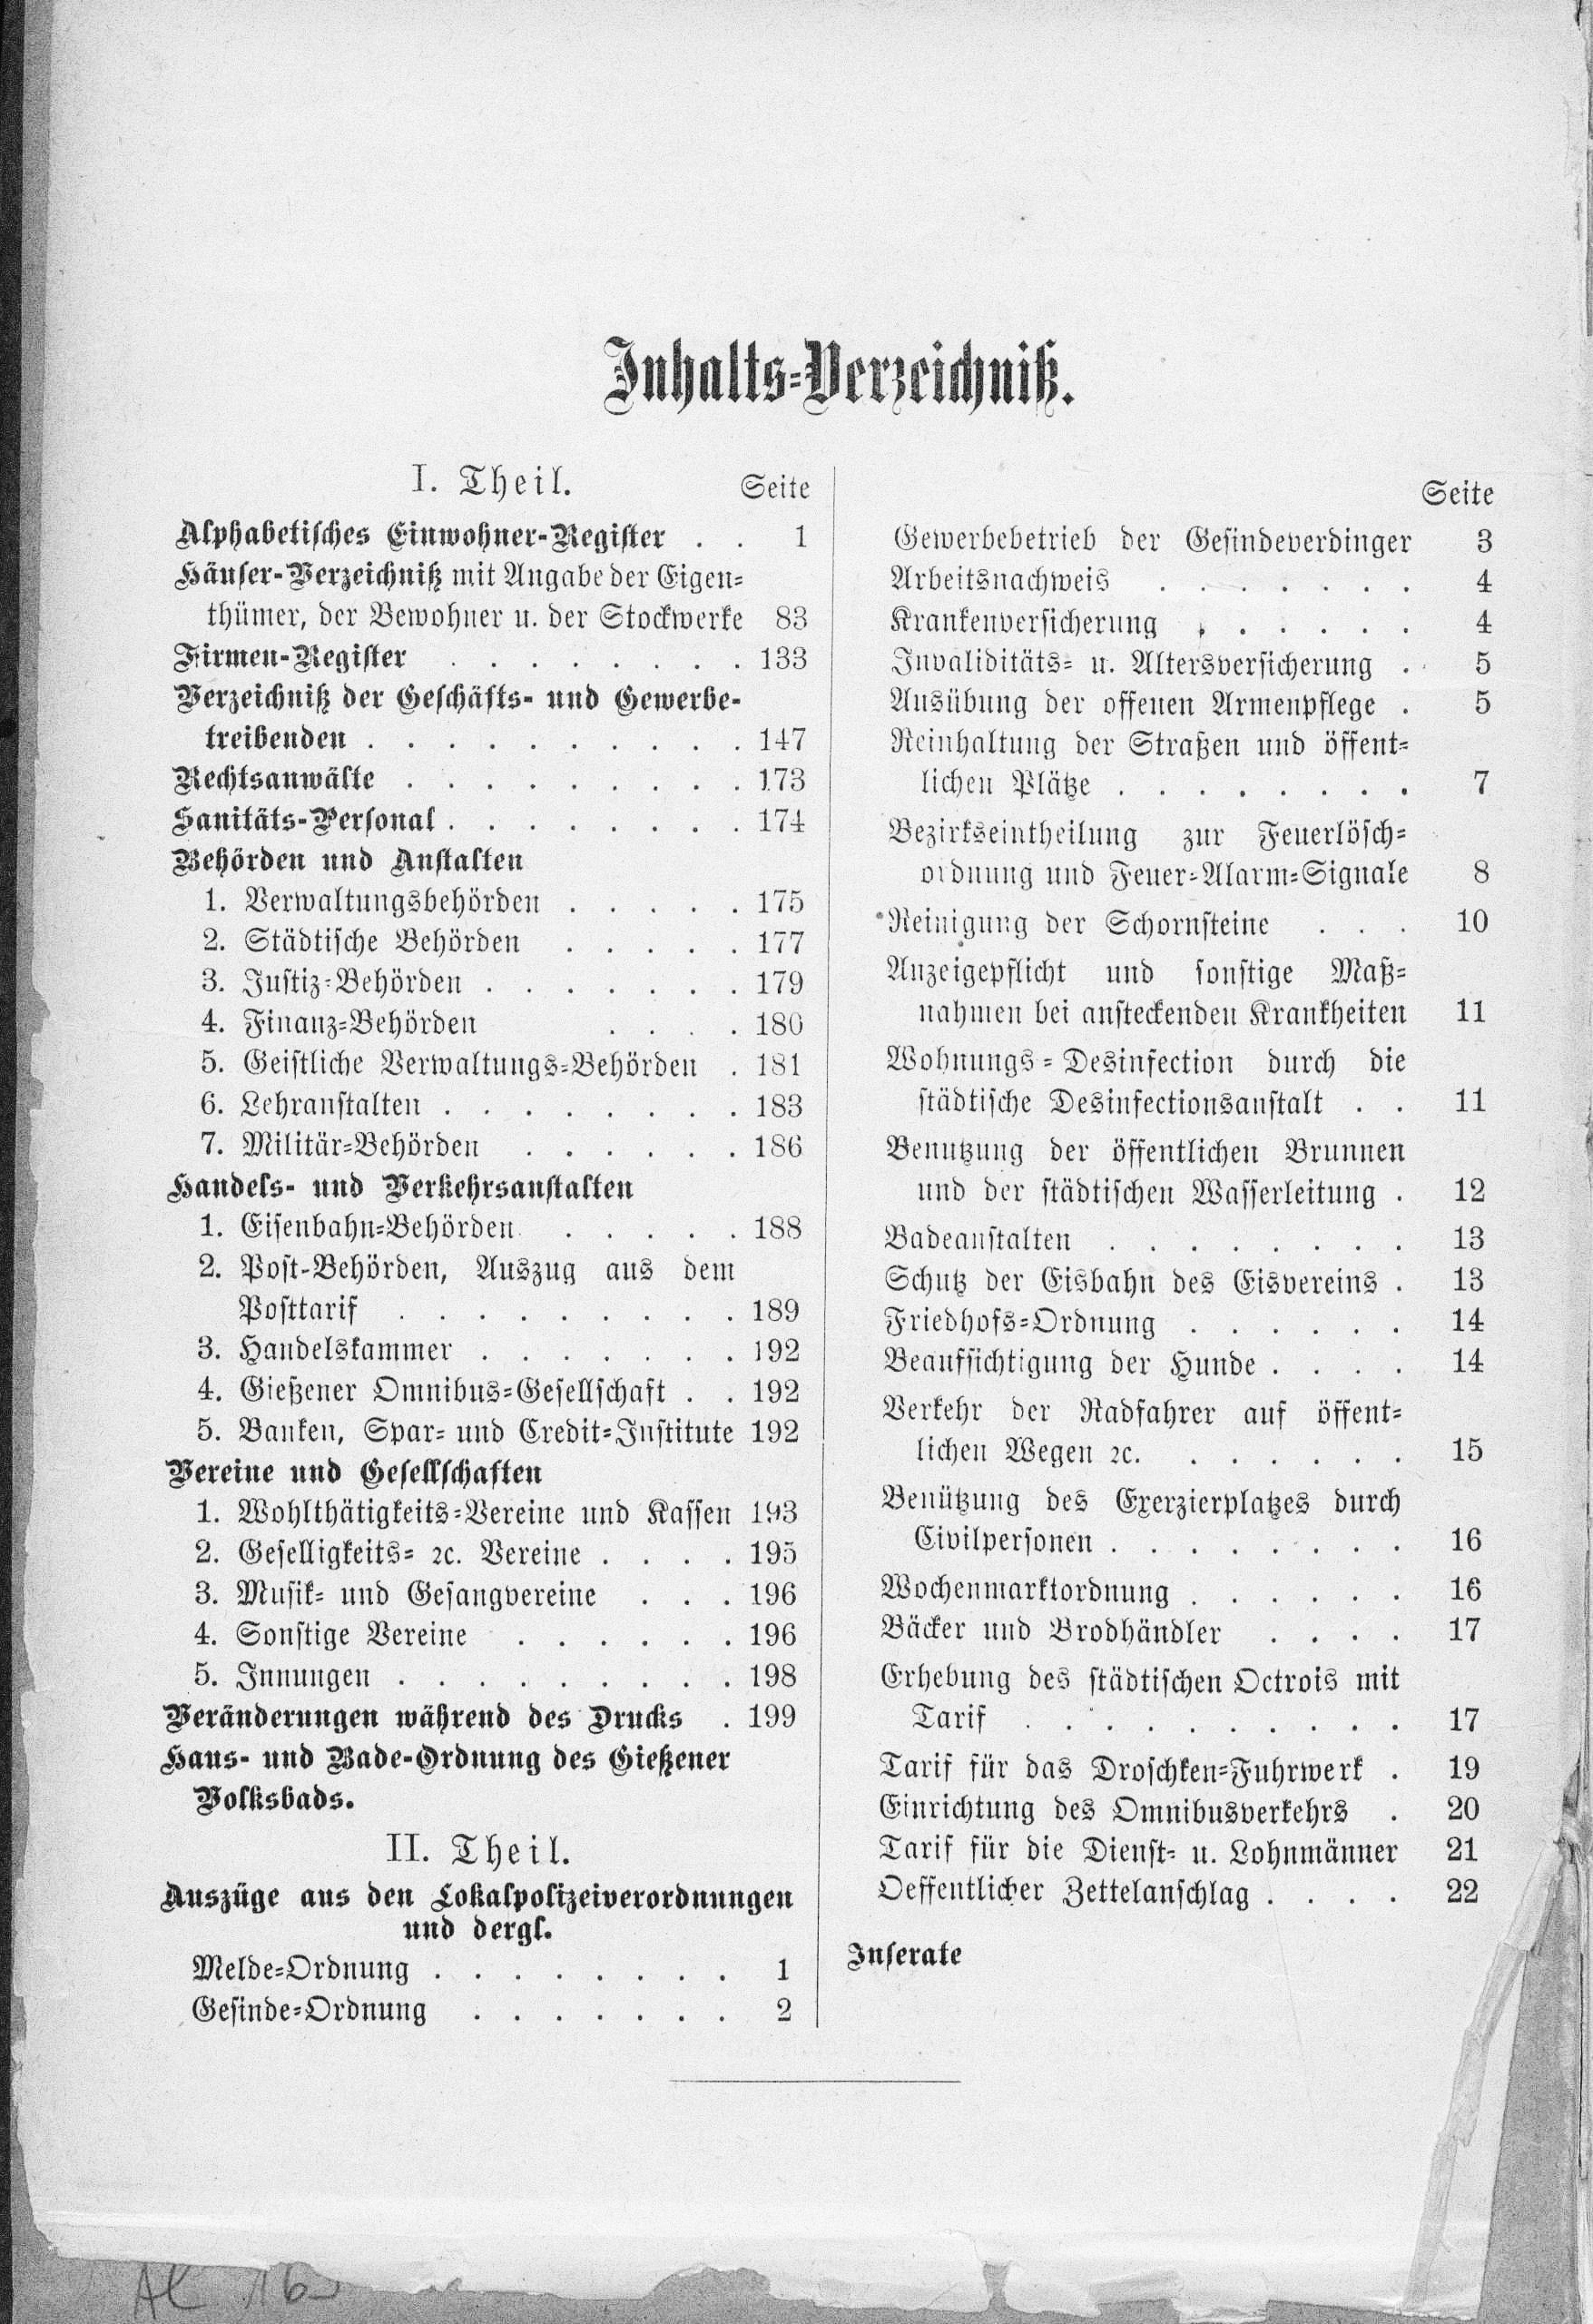 Inhalts-Verzeichniß.
I. Theil.
Seite
Alphabetisches Einwohner-Register . . 1
Häuser-Verzeichniß mit Angabe der Eigen-
thümer, der Bewohner u. der Stockwerke 83
Firmen-Register . . . . . . . . 133
Verzeichniß der Geschäfts- und Gewerbe-
treibenden . . . . . . . . . . 147
Rechtsanwälte . . . . . . . . . 173
Sanitäts-Personal . . . . . . . . 174
Behörden und Anstalten
1. Verwaltungsbehörden . . . . . 175
2. Städtische Behörden . . . . . 177
3. Justiz-Behörden . . . . . . . 179
4. Finanz-Behörden . . . . 180
5. Geistliche Verwaltungs-Behörden . 181
6. Lehranstalten . . . . . . . . 183
7. Militär-Behörden . . . . . . 186
Handels- und Verkehrsanstalten
1. Eisenbahn-Behörden . . . . . 188
2. Post-Behörden, Auszug aus dem
Posttarif . . . . . . . . . 189
3. Handelskammer . . . . . . . 192
4. Gießener Omnibus-Gesellschaft . . 192
5. Banken, Spar- und Credit-Institute 192
Vereine und Gesellschaften
1. Wohlthätigkeits-Vereine und Kassen 193
2. Geselligkeits- ꝛc. Vereine . . . . 195
3. Musik- und Gesangvereine . . . 196
4. Sonstige Vereine . . . . . . 196
5. Innungen . . . . . . . . . 198
Veränderungen während des Drucks . 199
Haus- und Bade-Ordnung des Gießener
Volksbads.
II. Theil.
Auszüge aus den Lokalpolizeiverordnungen
und dergl.
Melde-Ordnung . . . . . . . . 1
Gesinde-Ordnung . . . . . . . 2
Seite
Gewerbebetrieb der Gesindeverdinger 3
Arbeitsnachweis . . . . . . . 4
Krankenversicherung . . . . . . 4
Invaliditäts- u. Altersversicherung . 5
Ausübung der offenen Armenpflege . 5
Reinhaltung der Straßen und öffent-
lichen Plätze . . . . . . . . 7
Bezirkseintheilung zur Feuerlösch-
ordnung und Feuer-Alarm-Signale 8
Reinigung der Schornsteine . . . 10
Anzeigepflicht und sonstige Maß-
nahmen bei ansteckenden Krankheiten 11
Wohnungs-Desinfection durch die
städtische Desinfectionsanstalt . . 11
Benutzung der öffentlichen Brunnen
und der städtischen Wasserleitung . 12
Badeanstalten . . . . . . . . 13
Schutz der Eisbahn des Eisvereins . 13
Friedhofs-Ordnung . . . . . . 14
Beaufsichtigung der Hunde . . . . 14
Verkehr der Radfahrer auf öffent-
lichen Wegen ꝛc. . . . . . . 15
Benützung des Exerzierplatzes durch
Civilpersonen . . . . . . . . 16
Wochenmarktordnung . . . . . . 16
Bäcker und Brodhändler . . . . 17
Erhebung des städtischen Octrois mit
Tarif . . . . . . . . . . 17
Tarif für das Droschken-Fuhrwerk . 19
Einrichtung des Omnibusverkehrs . 20
Tarif für die Dienst- u. Lohnmänner 21
Oeffentlicher Zettelanschlag . . . . 22
Inserate